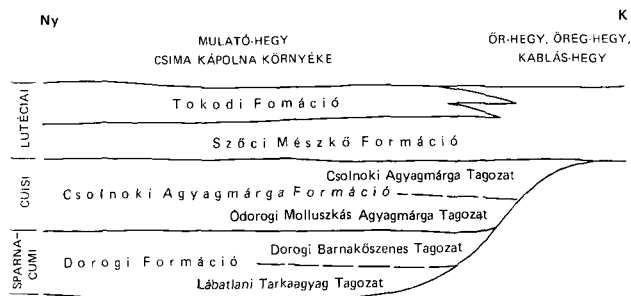 Ny
K
MULATÓ-HEGY
CSIMA KÁPOLNA KÖRNYÉKE
ŐR-HEGY, ÖREG-HEGY,
KABLÁS-HEGY
LUTÉCIAI
Tokodi Fomáció
Szőci Mészkő Formáció
CUISI
Csolnoki Agyagmárga Tagozat
Csolnoki Agyagmárga Formáció
Ódorogi Molluszkás Agyagmárga Tagozat
SPARNA-
CUMI
Dorogi Barnakőszenes Tagozat
Dorogi Formáció
Lábatlani Tarkaagyag Tagozat